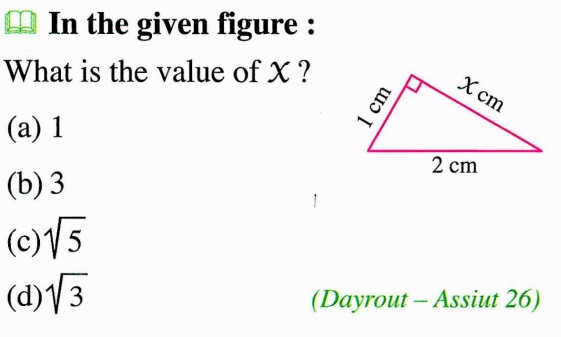 In the given figure :
What is the value of X ?
(a) 1
(b) 3
(c) √5
(d) √3
1 cm
X cm
2 cm
(Dayrout – Assiut 26)